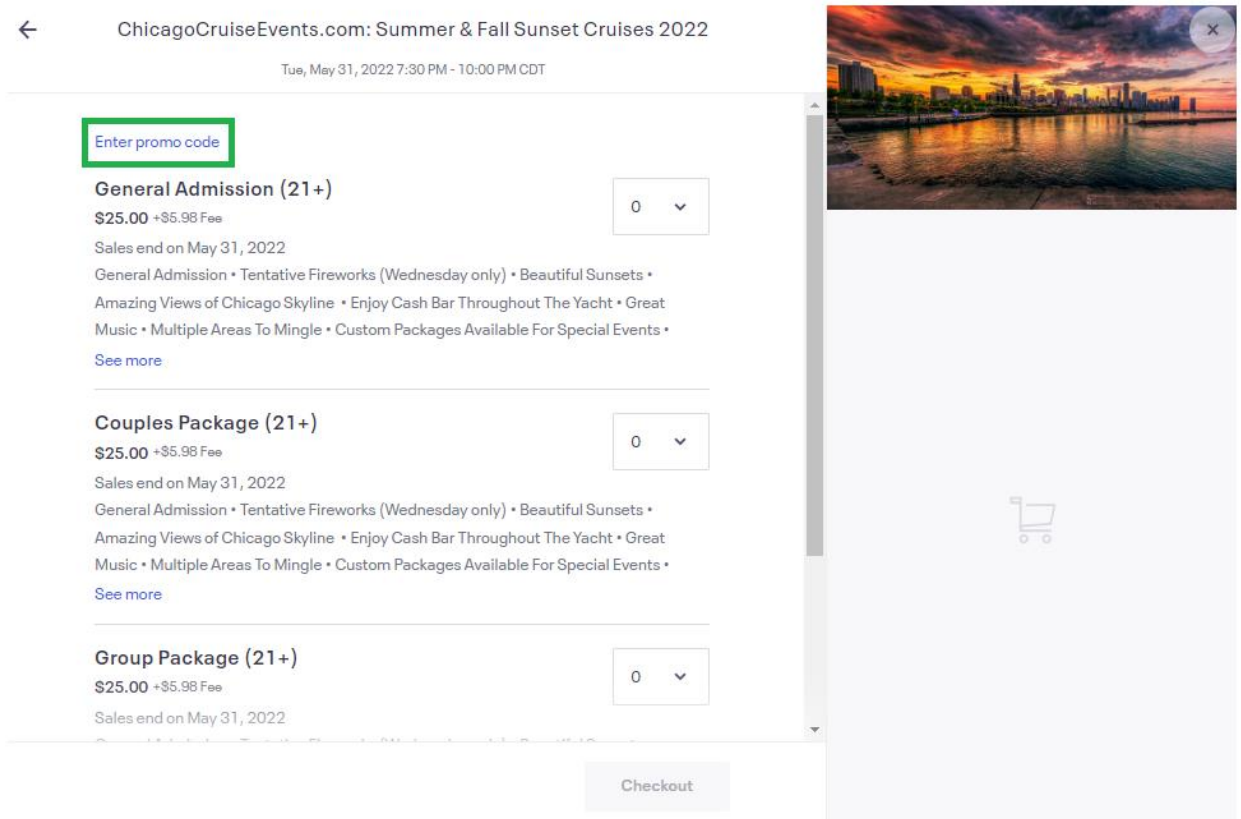 ChicagoCruiseEvents.com: Summer & Fall Sunset Cruises 2022
Tue, May 31, 2022 7:30 PM - 10:00 PM CDT
Enter promo code
General Admission (21+)
0
$25.00 +$5.98 Fee
Sales end on May 31, 2022
General Admission • Tentative Fireworks (Wednesday only) • Beautiful Sunsets •
Amazing Views of Chicago Skyline • Enjoy Cash Bar Throughout The Yacht • Great
Music • Multiple Areas To Mingle • Custom Packages Available For Special Events •
See more
Couples Package (21+)
0
$25.00 +$5.98 Fee
Sales end on May 31, 2022
General Admission • Tentative Fireworks (Wednesday only) • Beautiful Sunsets •
Amazing Views of Chicago Skyline • Enjoy Cash Bar Throughout The Yacht • Great
Music • Multiple Areas To Mingle • Custom Packages Available For Special Events •
See more
Group Package (21+)
0
$25.00 +$5.98 Fee
Sales end on May 31, 2022
Checkout